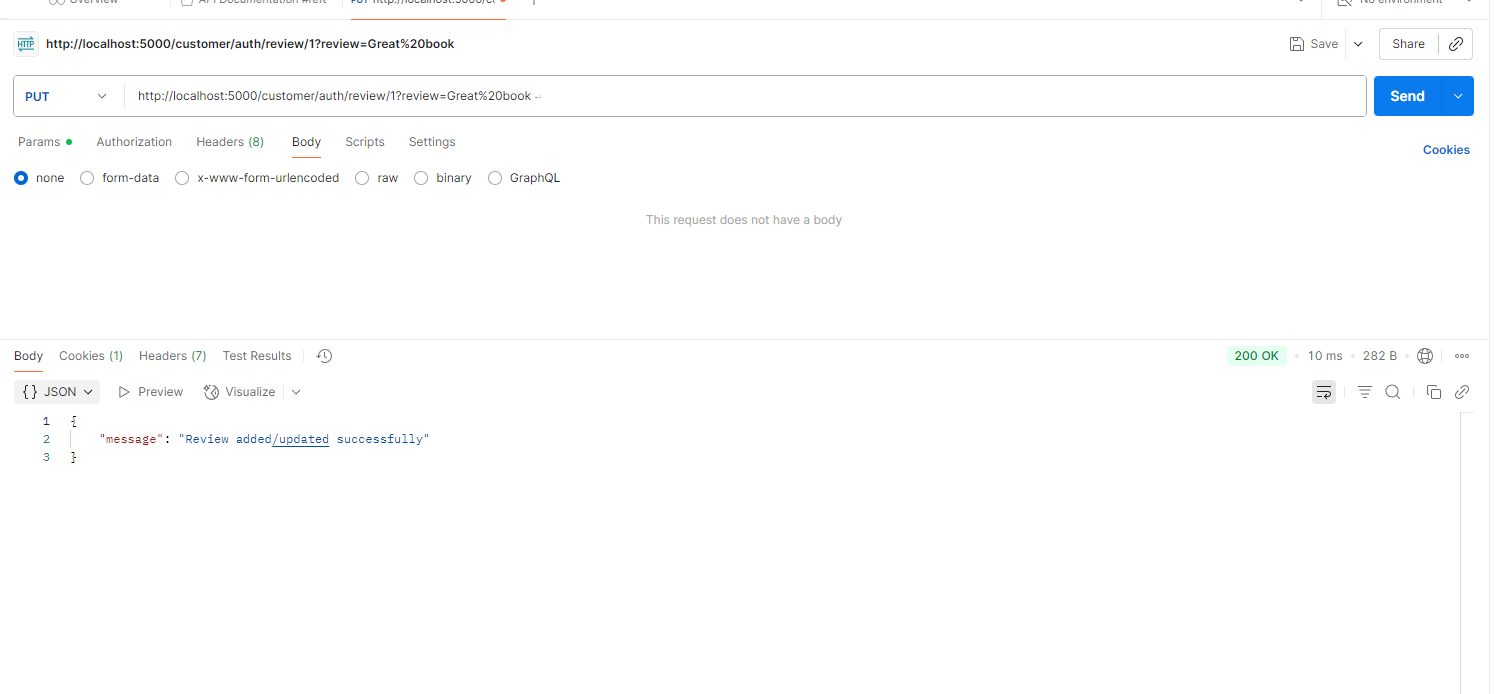 Overview API Documentation #refe PUT http://localhost:5000/c No environment
HTTP http://localhost:5000/customer/auth/review/1?review=Great%20book Save Share
PUT http://localhost:5000/customer/auth/review/1?review=Great%20book Send
Params Authorization Headers (8) Body Scripts Settings Cookies
none form-data x-www-form-urlencoded raw binary GraphQL
This request does not have a body
Body Cookies (1) Headers (7) Test Results 200 OK 10 ms 282 B
{} JSON Preview Visualize
1 {
2 "message": "Review added/updated successfully"
3 }